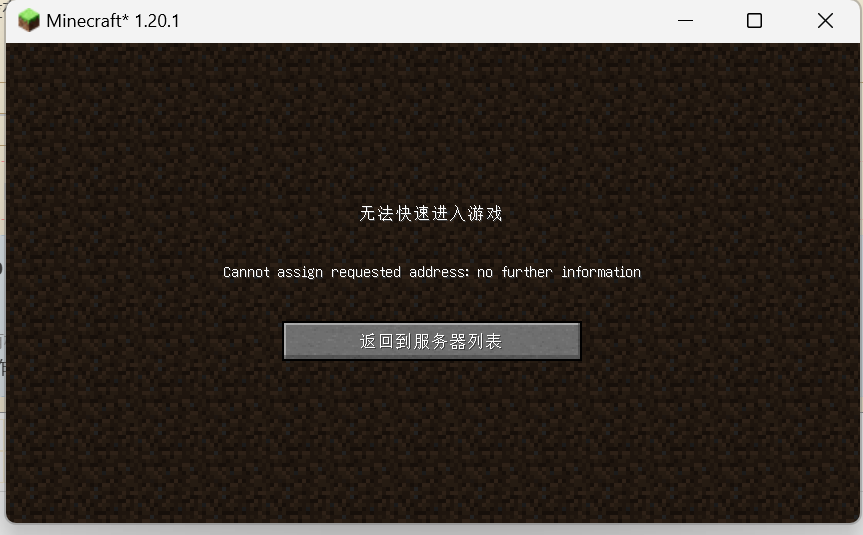 Minecraft* 1.20.1
无法快速进入游戏
Cannot assign requested address: no further information
返回到服务器列表